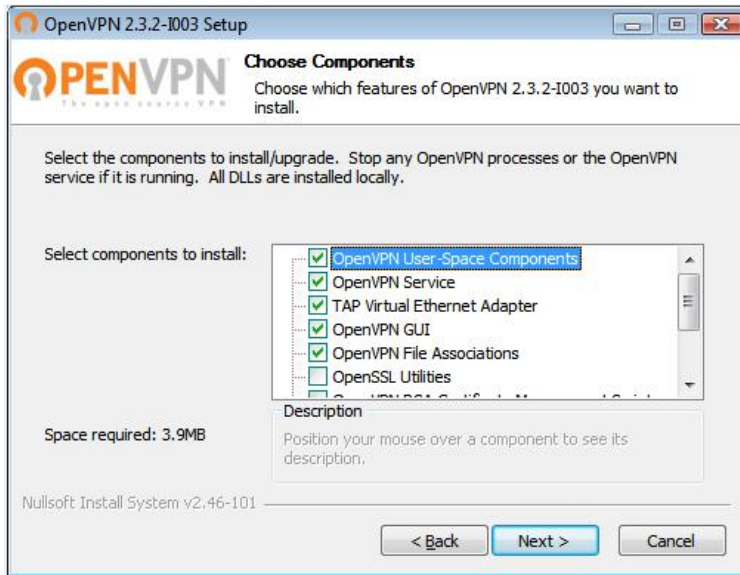 OpenVPN 2.3.2-I003 Setup
OPENVPN
The open source VPN
Choose Components
Choose which features of OpenVPN 2.3.2-I003 you want to
install.
Select the components to install/upgrade. Stop any OpenVPN processes or the OpenVPN
service if it is running. All DLLs are installed locally.
Select components to install:
OpenVPN User-Space Components
OpenVPN Service
TAP Virtual Ethernet Adapter
OpenVPN GUI
OpenVPN File Associations
OpenSSL Utilities
Space required: 3.9MB
Description
Position your mouse over a component to see its
description.
Nullsoft Install System v2.46-101
< Back
Next >
Cancel